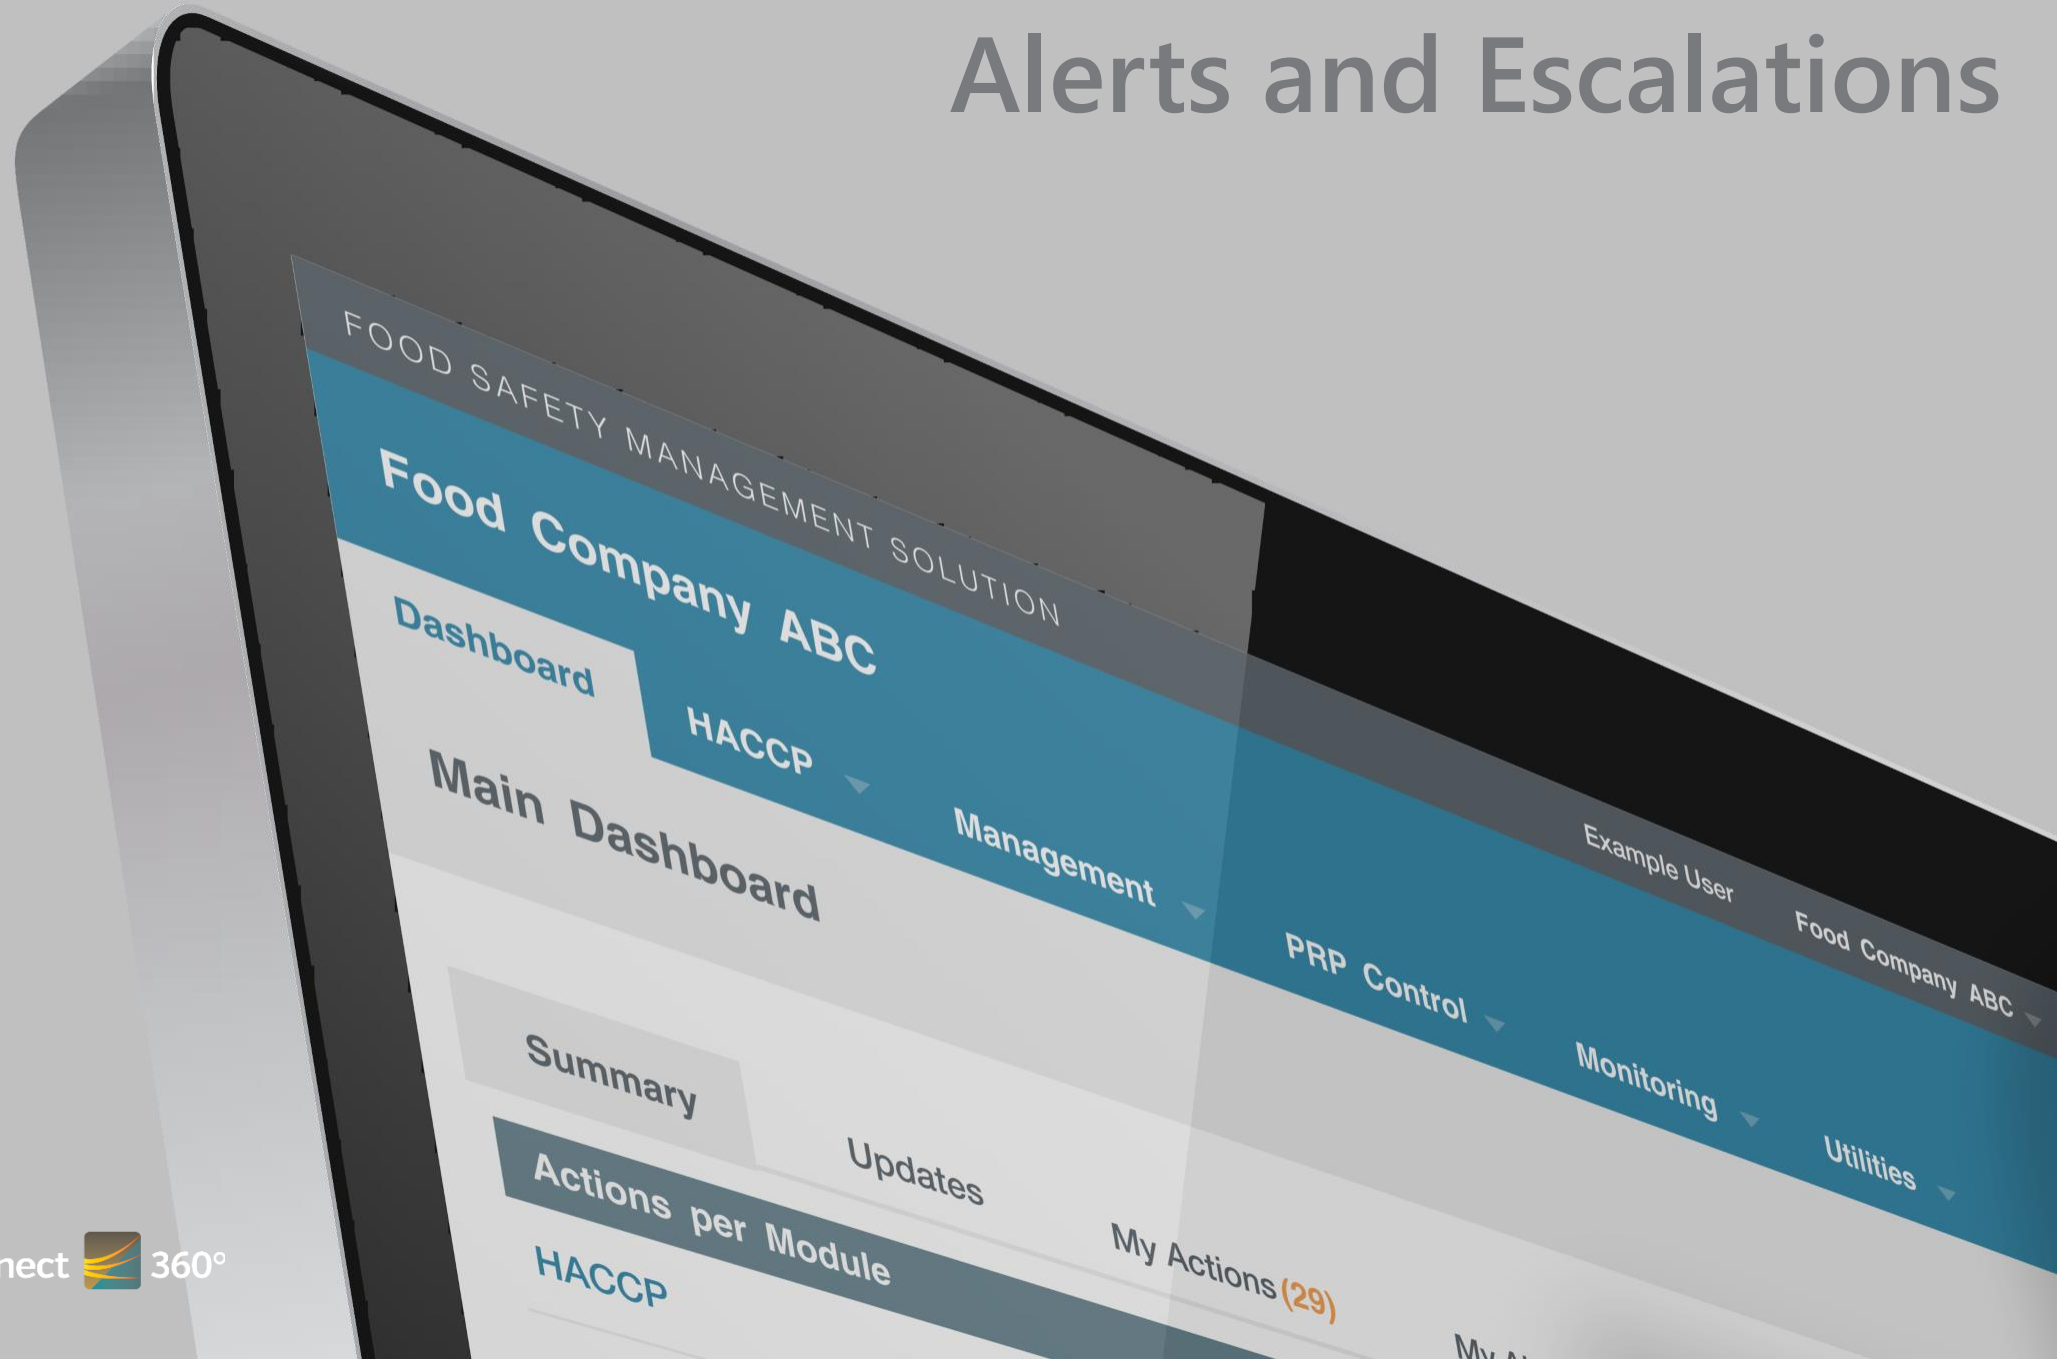 Alerts and Escalations
FOOD SAFETY MANAGEMENT SOLUTION
Example User
Food Company ABC
Food Company ABC
Dashboard
HACCP
Management
PRP Control
Monitoring
Utilities
Main Dashboard
Summary
Updates
My Actions (29)
My
Actions per Module
HACCP
360°